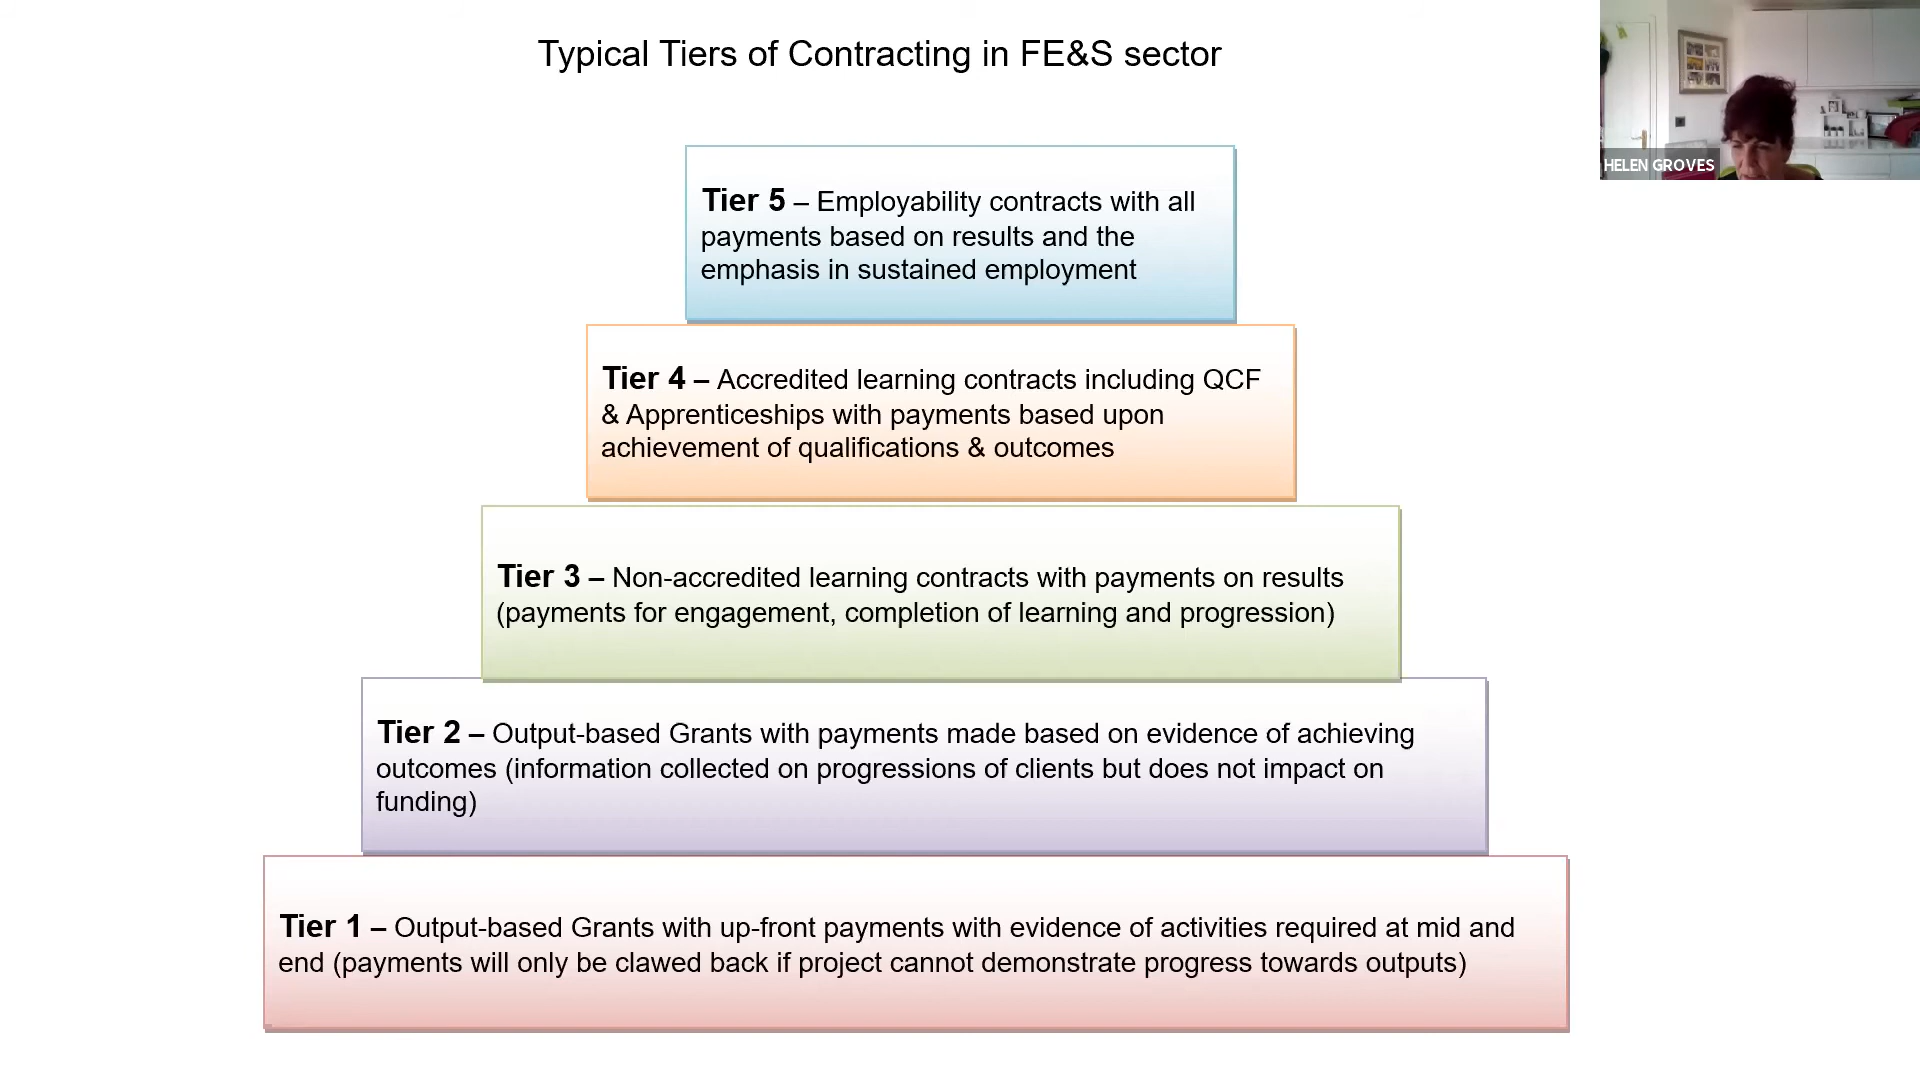 Typical Tiers of Contracting in FE&S sector
HELEN GROVES
Tier 5 – Employability contracts with all
payments based on results and the
emphasis in sustained employment
Tier 4 – Accredited learning contracts including QCF
& Apprenticeships with payments based upon
achievement of qualifications & outcomes
Tier 3 – Non-accredited learning contracts with payments on results
(payments for engagement, completion of learning and progression)
Tier 2 – Output-based Grants with payments made based on evidence of achieving
outcomes (information collected on progressions of clients but does not impact on
funding)
Tier 1 – Output-based Grants with up-front payments with evidence of activities required at mid and
end (payments will only be clawed back if project cannot demonstrate progress towards outputs)